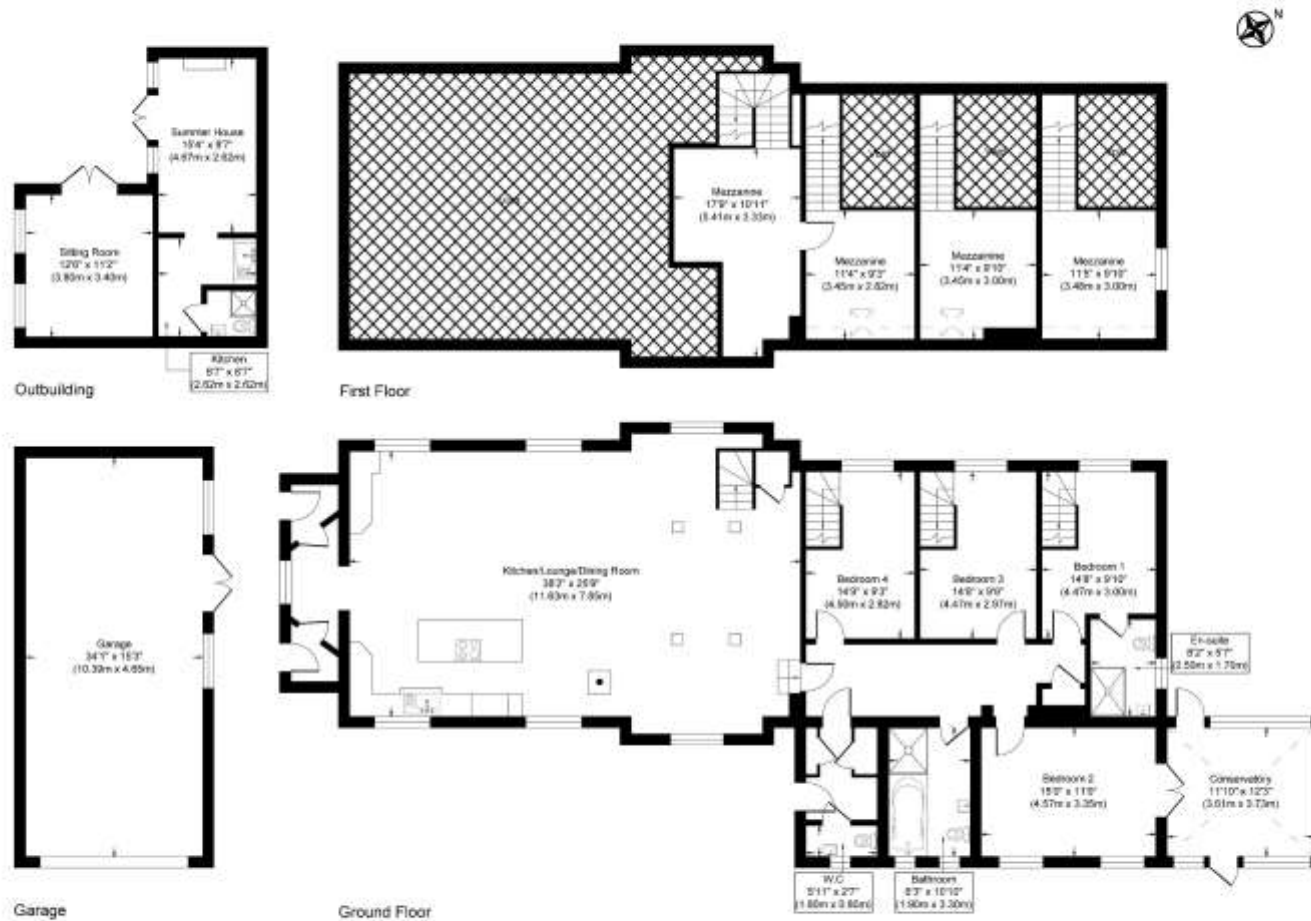 N
Summer House
15'4" x 8'7"
(4.67m x 2.62m)
Sitting Room
12'6" x 11'2"
(3.80m x 3.40m)
Kitchen
8'7" x 8'7"
(2.62m x 2.62m)
Outbuilding
Void
Mezzanine
17'9" x 10'11"
(5.41m x 3.33m)
Void
Void
Void
Mezzanine
11'4" x 9'3"
(3.45m x 2.82m)
Mezzanine
11'4" x 9'10"
(3.45m x 3.00m)
Mezzanine
11'5" x 9'10"
(3.48m x 3.00m)
First Floor
Garage
34'1" x 15'3"
(10.39m x 4.65m)
Garage
Kitchen/Lounge/Dining Room
38'2" x 25'9"
(11.63m x 7.85m)
Bedroom 4
14'9" x 9'3"
(4.50m x 2.82m)
Bedroom 3
14'8" x 9'9"
(4.47m x 2.97m)
Bedroom 1
14'8" x 9'10"
(4.47m x 3.00m)
En-suite
8'2" x 5'7"
(2.50m x 1.70m)
Bedroom 2
15'0" x 11'0"
(4.57m x 3.35m)
Conservatory
11'10" x 12'3"
(3.61m x 3.73m)
W.C
5'11" x 2'7"
(1.80m x 0.80m)
Bathroom
6'3" x 10'10"
(1.90m x 3.30m)
Ground Floor